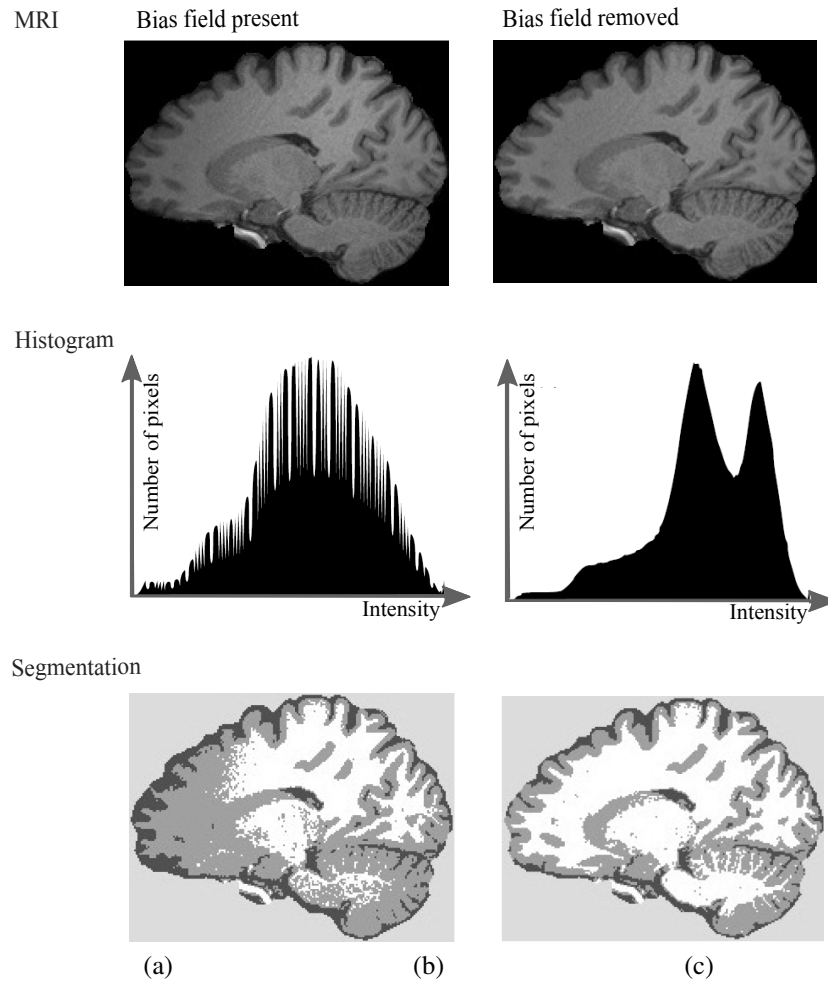 MRI
Bias field present
Bias field removed
Histogram
Number of pixels
Intensity
Number of pixels
Intensity
Segmentation
(a)
(b)
(c)